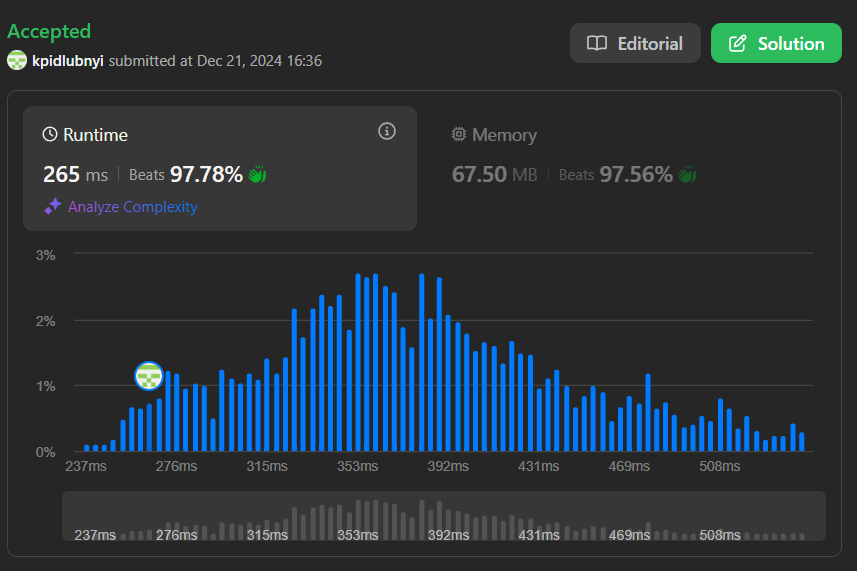 Accepted
kpidlubnyi submitted at Dec 21, 2024 16:36
Editorial
Solution
Runtime
265 ms
Beats 97.78%
Analyze Complexity
Memory
67.50 MB
Beats 97.56%
3%
2%
1%
0%
237ms 276ms 315ms 353ms 392ms 431ms 469ms 508ms
237ms 276ms 315ms 353ms 392ms 431ms 469ms 508ms